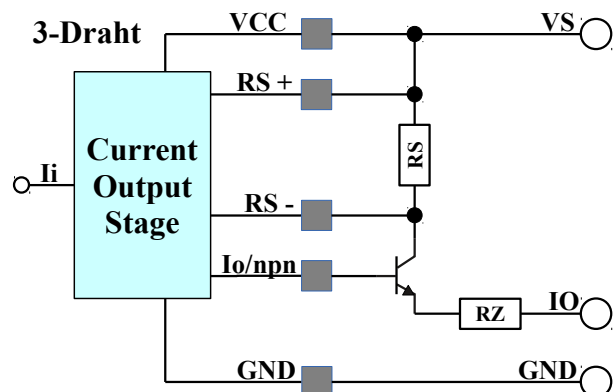 3-Draht
VCC
VS
RS +
Current
Output
Stage
Ii
RS
RS -
Io/npn
RZ
IO
GND
GND